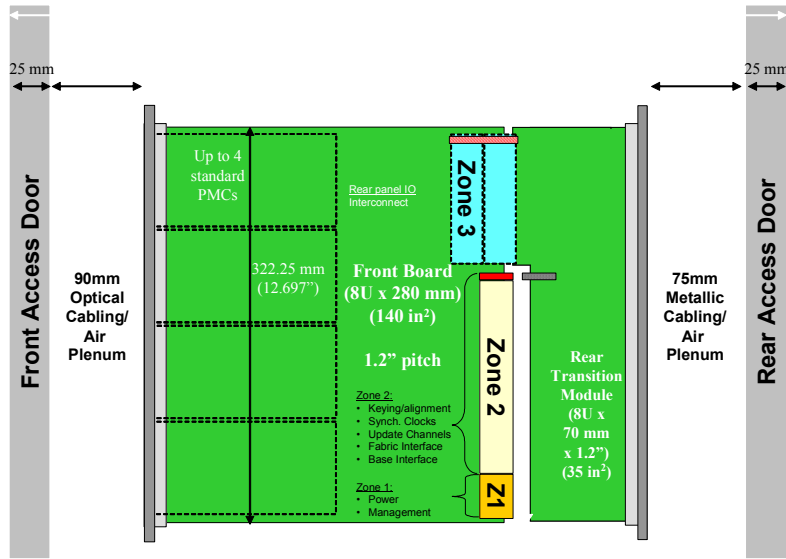 25 mm
25 mm
Front Access Door
90mm
Optical
Cabling/
Air
Plenum
Up to 4
standard
PMCs
322.25 mm
(12.697”)
Rear panel IO
Interconnect
Front Board
(8U x 280 mm)
(140 in²)
1.2” pitch
Zone 2:
• Keying/alignment
• Synch. Clocks
• Update Channels
• Fabric Interface
• Base Interface
Zone 1:
• Power
• Management
Zone 3
Zone 2
Z1
Rear
Transition
Module
(8U x
70 mm
x 1.2”)
(35 in²)
75mm
Metallic
Cabling/
Air
Plenum
Rear Access Door